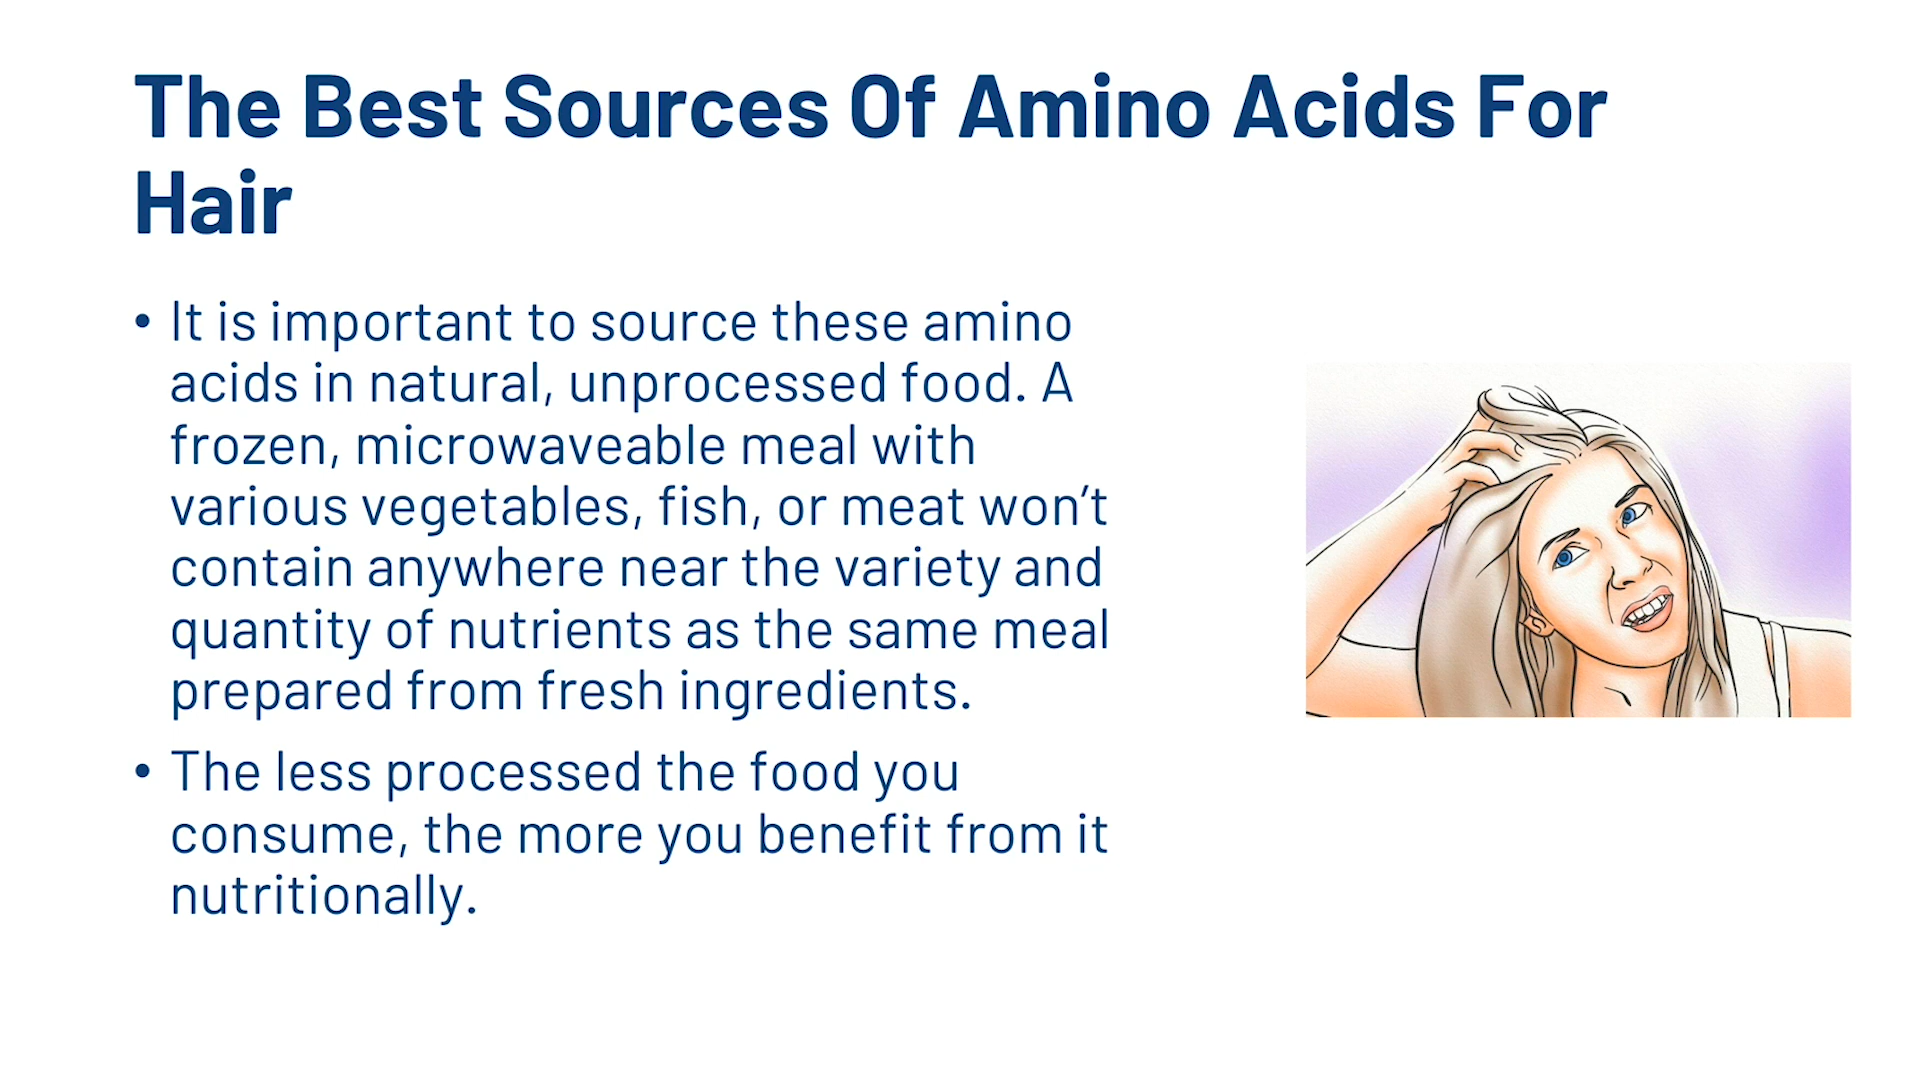 The Best Sources Of Amino Acids For
Hair
• It is important to source these amino
acids in natural, unprocessed food. A
frozen, microwaveable meal with
various vegetables, fish, or meat won’t
contain anywhere near the variety and
quantity of nutrients as the same meal
prepared from fresh ingredients.
• The less processed the food you
consume, the more you benefit from it
nutritionally.